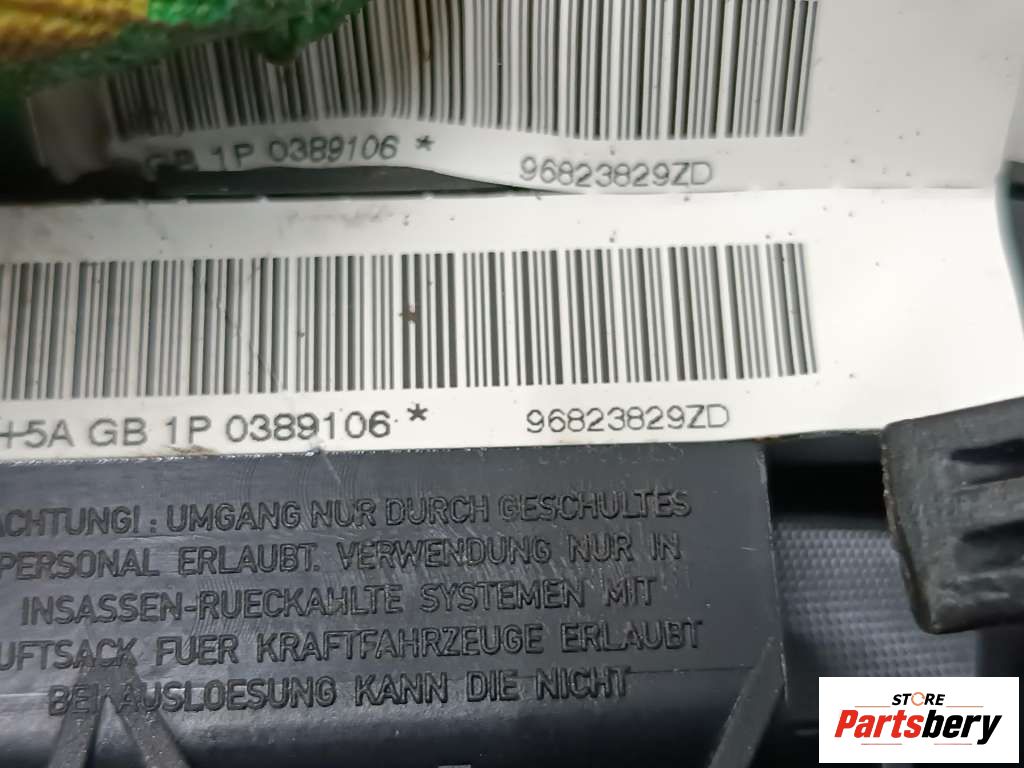 GB 1P 0389106 * 96823829ZD
+5A GB 1P 0389106 * 96823829ZD
ACHTUNG!: UMGANG NUR DURCH GESCHULTES
PERSONAL ERLAUBT. VERWENDUNG NUR IN
INSASSEN-RUECKAHLTE SYSTEMEN MIT
UFTSACK FUER KRAFTFAHRZEUGE ERLAUBT
BEI AUSLOESUNG KANN DIE NICHT
STORE
Partsbery